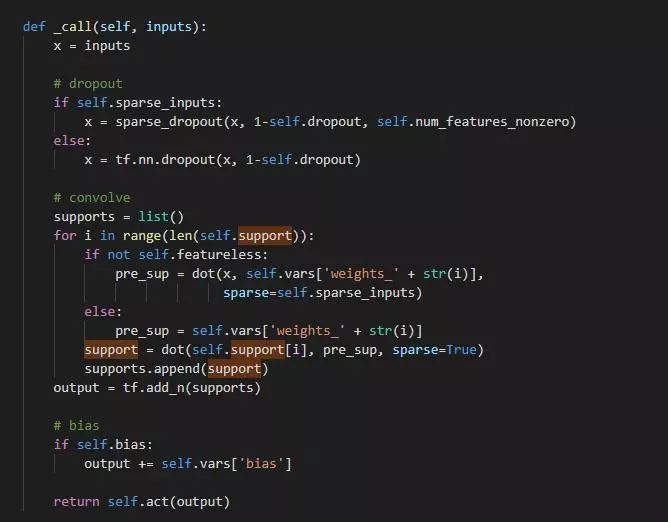 def _call(self, inputs):
    x = inputs

    # dropout
    if self.sparse_inputs:
        x = sparse_dropout(x, 1-self.dropout, self.num_features_nonzero)
    else:
        x = tf.nn.dropout(x, 1-self.dropout)

    # convolve
    supports = list()
    for i in range(len(self.support)):
        if not self.featureless:
            pre_sup = dot(x, self.vars['weights_' + str(i)],
                          sparse=self.sparse_inputs)
        else:
            pre_sup = self.vars['weights_' + str(i)]
        support = dot(self.support[i], pre_sup, sparse=True)
        supports.append(support)
    output = tf.add_n(supports)

    # bias
    if self.bias:
        output += self.vars['bias']

    return self.act(output)